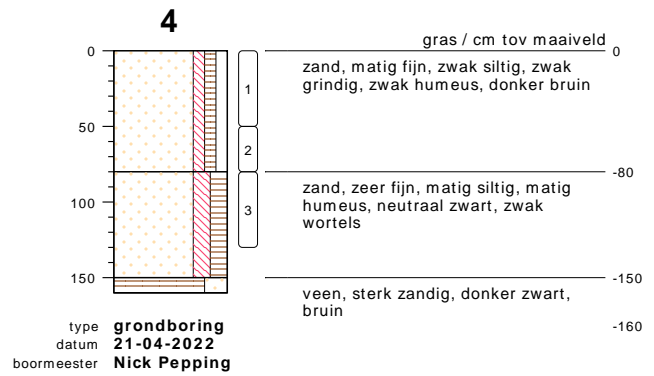 4
gras / cm tov maaiveld
0
0
zand, matig fijn, zwak siltig, zwak
grindig, zwak humeus, donker bruin
1
50
2
-80
zand, zeer fijn, matig siltig, matig
humeus, neutraal zwart, zwak
wortels
100
3
150
-150
veen, sterk zandig, donker zwart,
bruin
-160
type grondboring
datum 21-04-2022
boormeester Nick Pepping